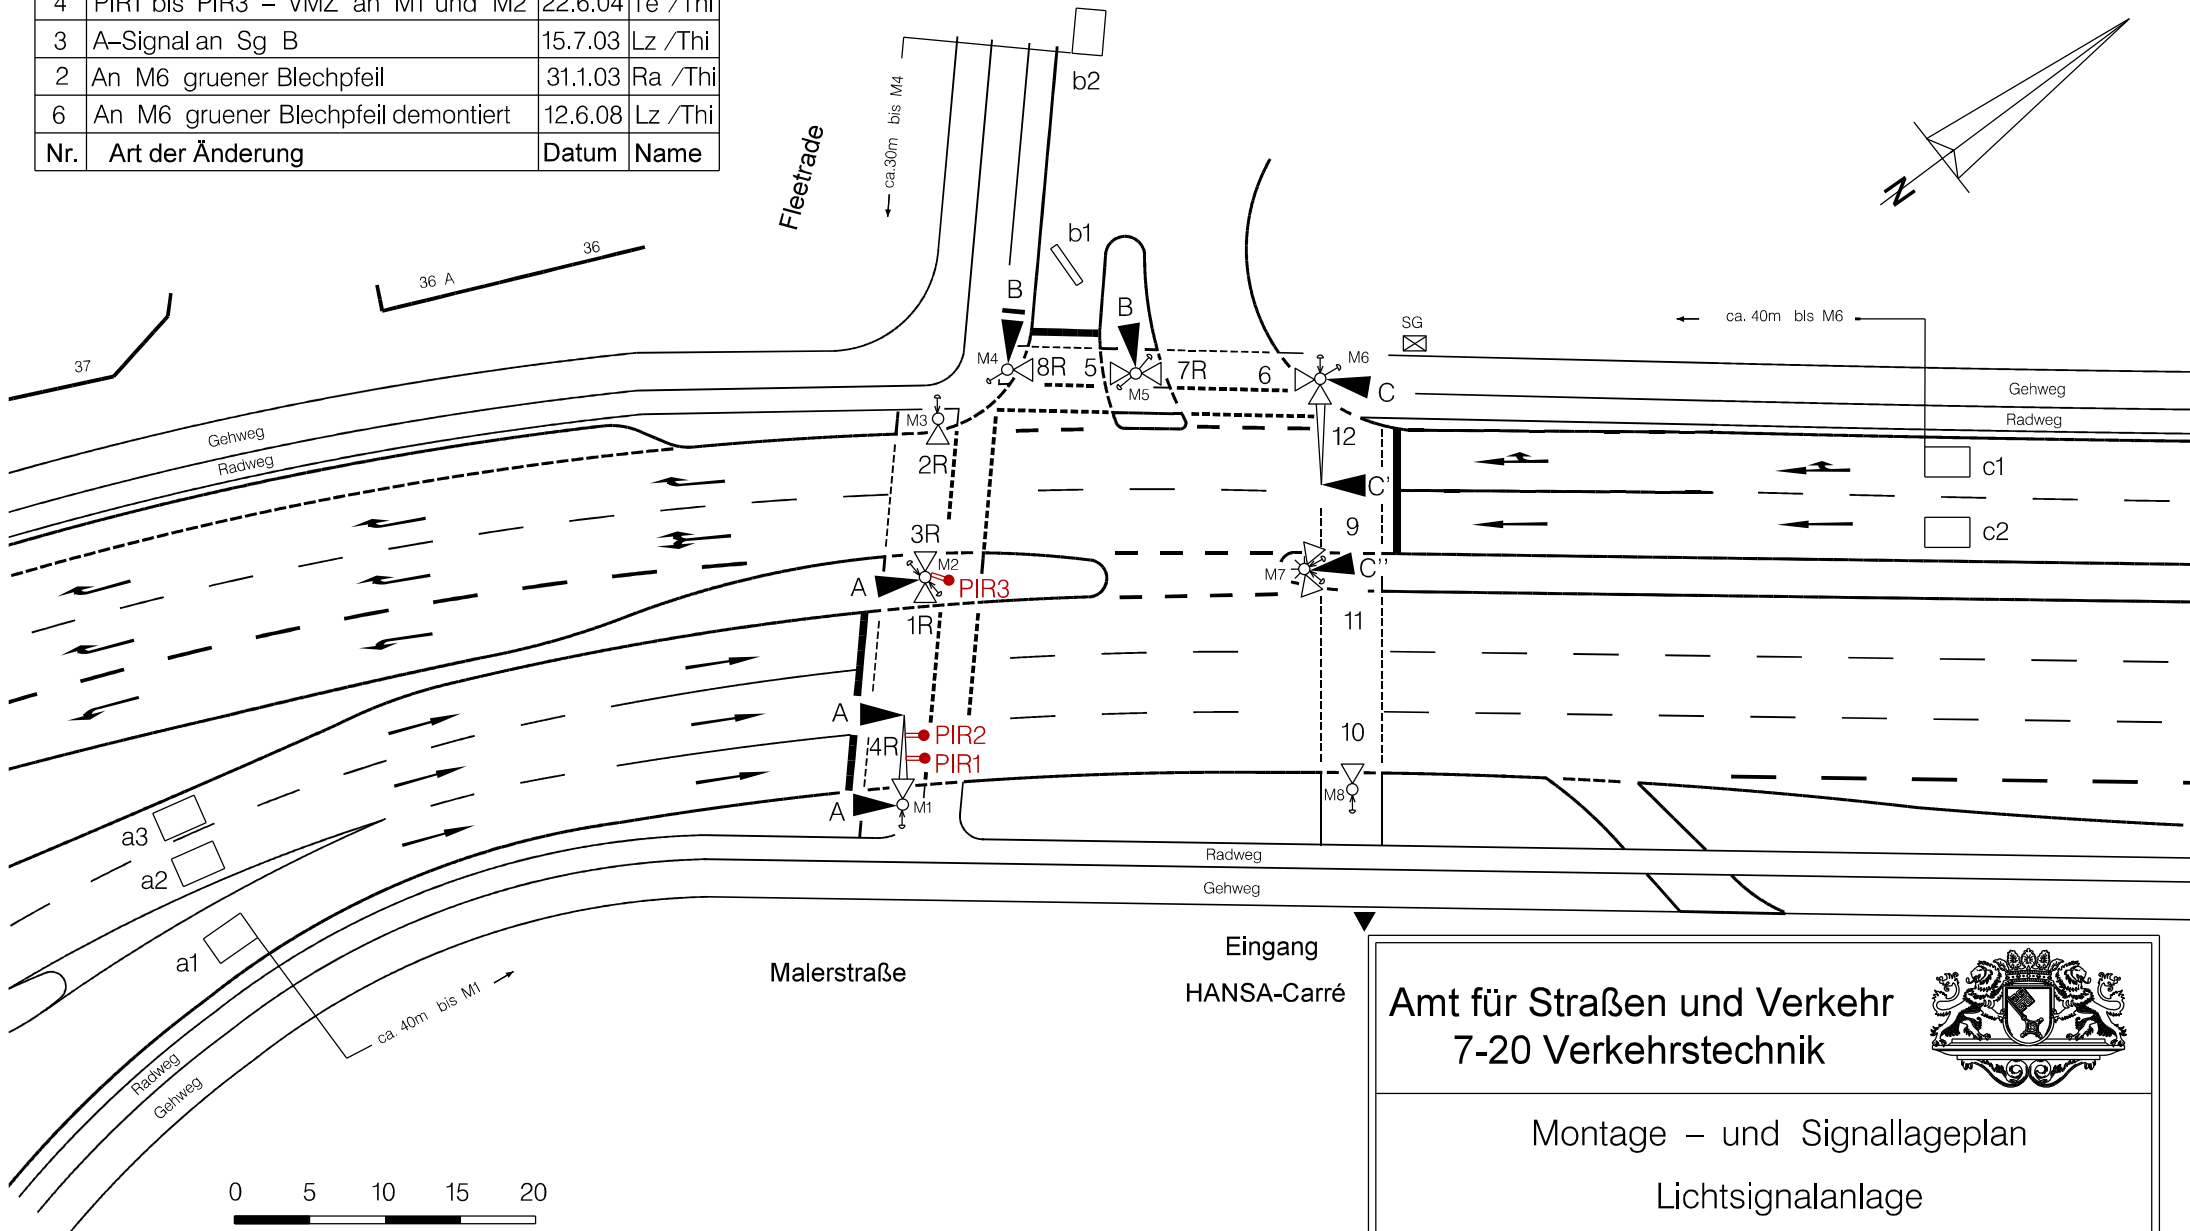 4 PIR1 bis PIR3 – VMZ an M1 und M2 22.6.04 Te /Thi
3 A–Signal an Sg B 15.7.03 Lz /Thi
2 An M6 gruener Blechpfeil 31.1.03 Ra /Thi
6 An M6 gruener Blechpfeil demontiert 12.6.08 Lz /Thi
Nr. Art der Änderung Datum Name
b2
ca.30m bis M4
Fleetrade
N
b1
36
36 A
37
B
B
SG
ca. 40m bis M6
M4
8R
5
M5
7R
6
M6
C
Gehweg
Radweg
M3
Gehweg
Radweg
2R
12
C'
c1
c2
3R
9
M2
A
PIR3
M7
C''
1R
11
A
PIR2
4R
PIR1
10
A
M1
M8
a3
a2
a1
Radweg
Gehweg
Malerstraße
Eingang
HANSA-Carré
ca. 40m bis M1
Radweg
Gehweg
0 5 10 15 20
Amt für Straßen und Verkehr
7-20 Verkehrstechnik
Montage – und Signallageplan
Lichtsignalanlage